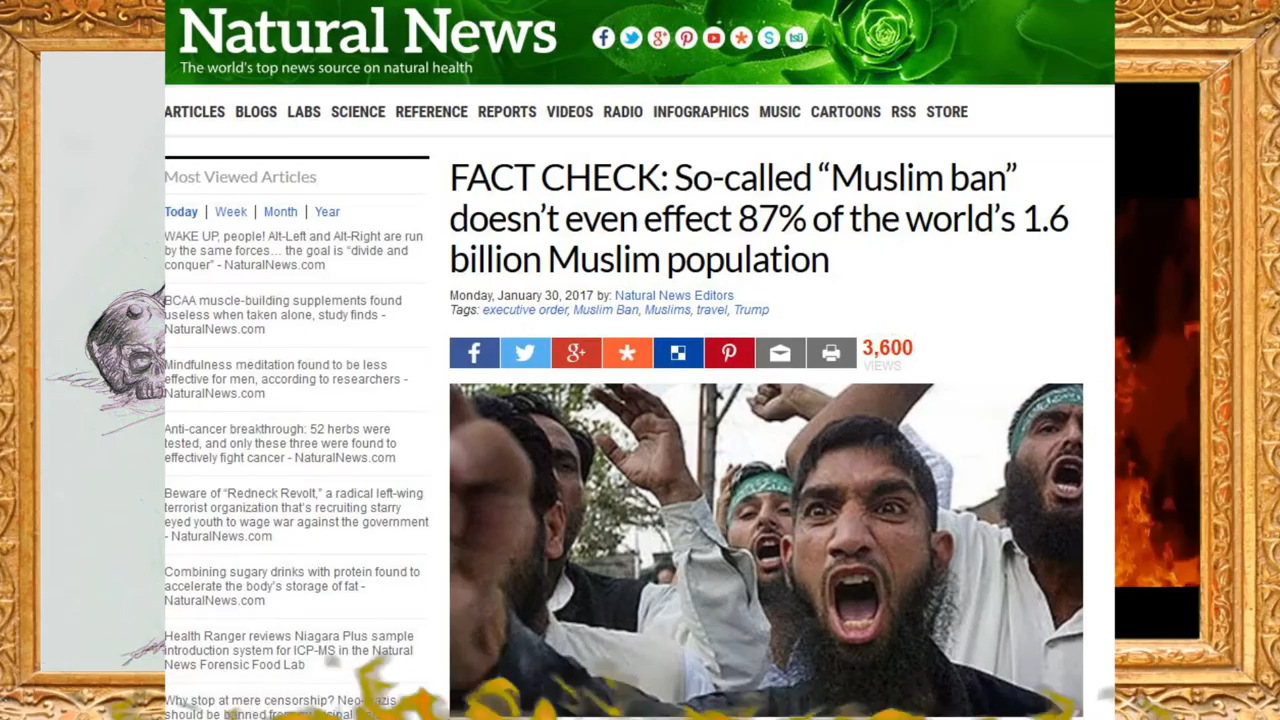 Natural News
The world's top news source on natural health
ARTICLES BLOGS LABS SCIENCE REFERENCE REPORTS VIDEOS RADIO INFOGRAPHICS MUSIC CARTOONS RSS STORE
Most Viewed Articles
Today | Week | Month | Year
WAKE UP, people! Alt-Left and Alt-Right are run
by the same forces… the goal is “divide and
conquer” - NaturalNews.com
BCAA muscle-building supplements found
useless when taken alone, study finds -
NaturalNews.com
Mindfulness meditation found to be less
effective for men, according to researchers -
NaturalNews.com
Anti-cancer breakthrough: 52 herbs were
tested, and only these three were found to
effectively fight cancer - NaturalNews.com
Beware of “Redneck Revolt,” a radical left-wing
terrorist organization that’s recruiting starry
eyed youth to wage war against the government
- NaturalNews.com
Combining sugary drinks with protein found to
accelerate the body’s storage of fat -
NaturalNews.com
Health Ranger reviews Niagara Plus sample
introduction system for ICP-MS in the Natural
News Forensic Food Lab
Why stop at mere censorship? Neo-Nazis
should be banned from
FACT CHECK: So-called “Muslim ban”
doesn’t even effect 87% of the world’s 1.6
billion Muslim population
Monday, January 30, 2017 by: Natural News Editors
Tags: executive order, Muslim Ban, Muslims, travel, Trump
3,600
VIEWS